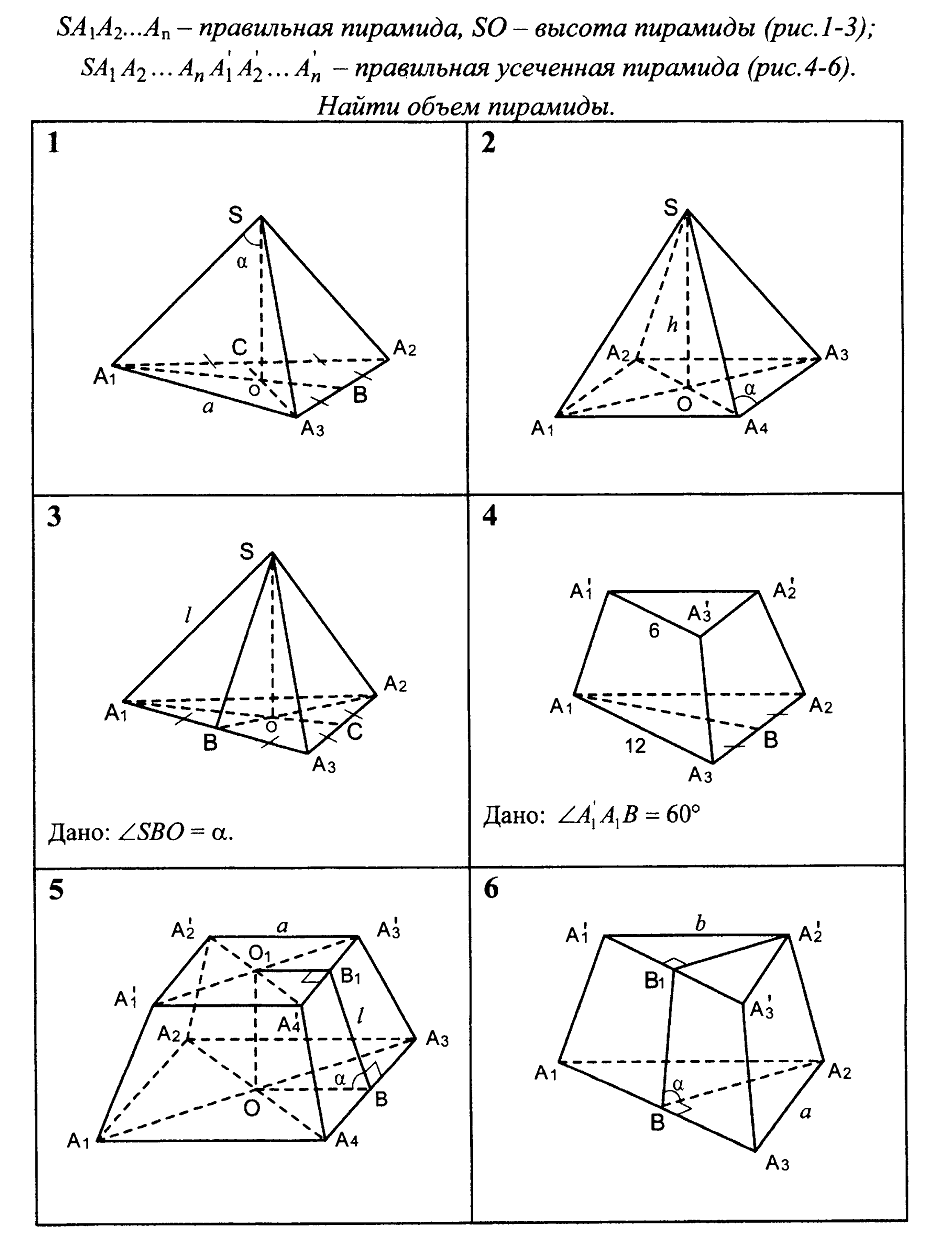 SA₁A₂...Aₙ – правильная пирамида, SO – высота пирамиды (рис.1-3);
SA₁A₂...AₙA₁'A₂'...Aₙ' – правильная усеченная пирамида (рис.4-6).
Найти объем пирамиды.
1
S
α
C
A₂
A₁
O
B
a
A₃
2
S
h
A₂
A₃
α
O
A₁
A₄
3
S
l
A₂
A₁
O
C
B
A₃
Дано: ∠SBO = α.
4
A₁'
A₂'
A₃'
6
A₁
A₂
B
12
A₃
Дано: ∠A₁'A₁B = 60°
5
A₂'
a
A₃'
O₁
B₁
A₁'
A₄'
l
A₂
A₃
α
B
O
A₁
A₄
6
A₁'
b
A₂'
B₁
A₃'
A₁
A₂
α
B
a
A₃